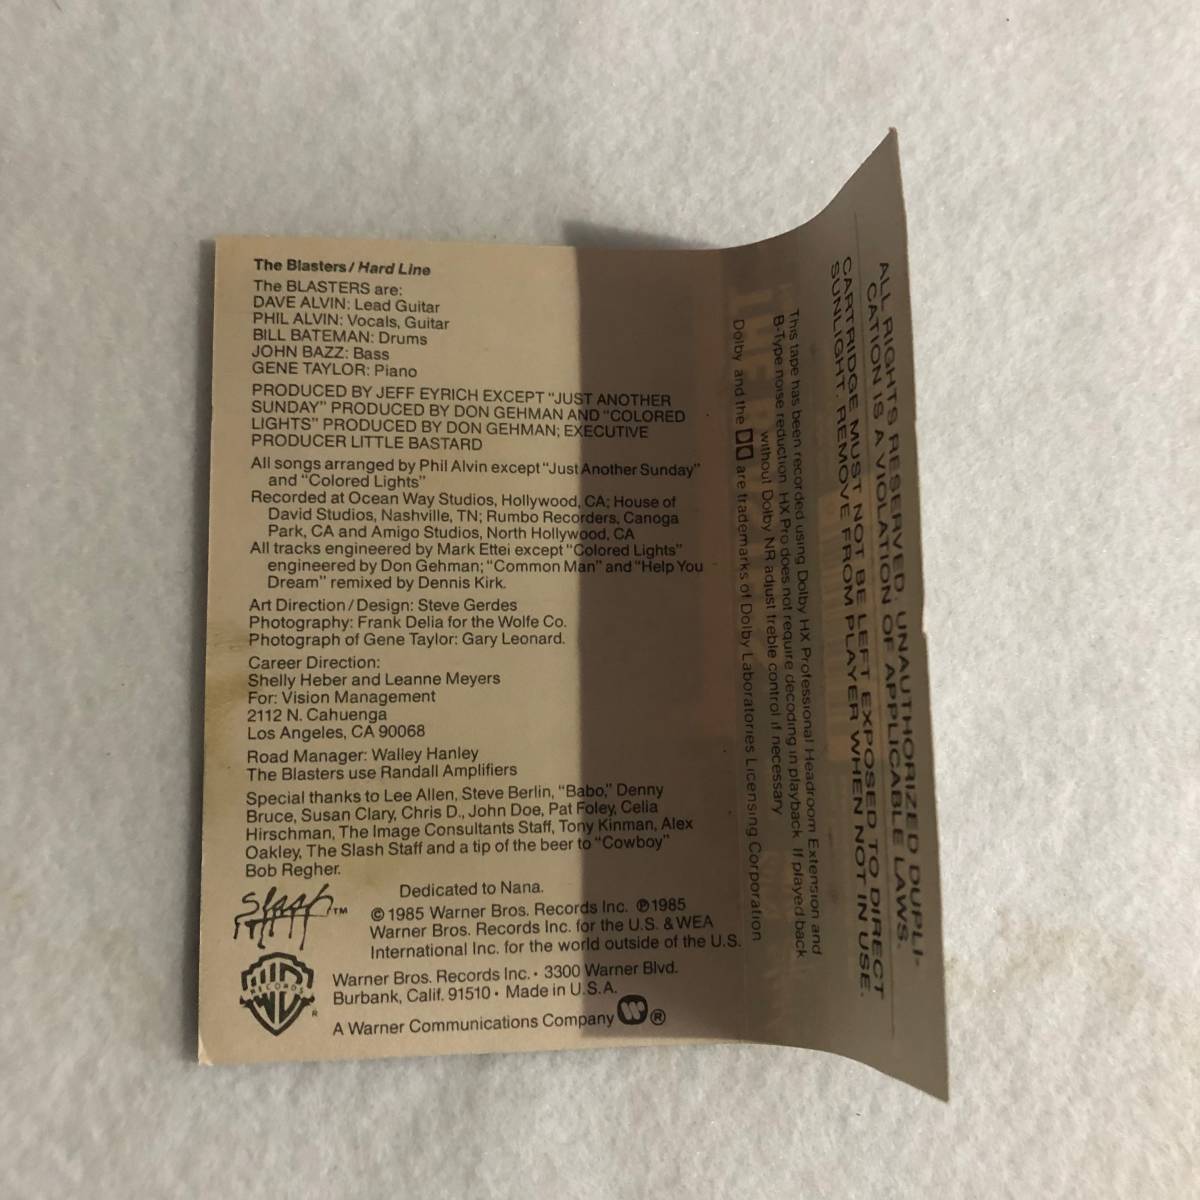 The Blasters / Hard Line
The BLASTERS are:
DAVE ALVIN: Lead Guitar
PHIL ALVIN: Vocals, Guitar
BILL BATEMAN: Drums
JOHN BAZZ: Bass
GENE TAYLOR: Piano
PRODUCED BY JEFF EYRICH EXCEPT "JUST ANOTHER
SUNDAY" PRODUCED BY DON GEHMAN AND "COLORED
LIGHTS" PRODUCED BY DON GEHMAN; EXECUTIVE
PRODUCER LITTLE BASTARD
All songs arranged by Phil Alvin except "Just Another Sunday"
and "Colored Lights"
Recorded at Ocean Way Studios, Hollywood, CA; House of
David Studios, Nashville, TN; Rumbo Recorders, Canoga
Park, CA and Amigo Studios, North Hollywood, CA
All tracks engineered by Mark Ettel except "Colored Lights"
engineered by Don Gehman; "Common Man" and "Help You
Dream" remixed by Dennis Kirk.
Art Direction / Design: Steve Gerdes
Photography: Frank Delia for the Wolfe Co.
Photograph of Gene Taylor: Gary Leonard.
Career Direction:
Shelly Heber and Leanne Meyers
For: Vision Management
2112 N. Cahuenga
Los Angeles, CA 90068
Road Manager: Walley Hanley
The Blasters use Randall Amplifiers
Special thanks to Lee Allen, Steve Berlin, "Babo," Denny
Bruce, Susan Clary, Chris D., John Doe, Pat Foley, Celia
Hirschman, The Image Consultants Staff, Tony Kinman, Alex
Oakley, The Slash Staff and a tip of the beer to "Cowboy"
Bob Regher.
Dedicated to Nana.
Slash ™
© 1985 Warner Bros. Records Inc. ℗ 1985
Warner Bros. Records Inc. for the U.S. & WEA
International Inc. for the world outside of the U.S.
WB RECORDS ®
Warner Bros. Records Inc. · 3300 Warner Blvd.
Burbank, Calif. 91510 · Made in U.S.A.
A Warner Communications Company ®
This tape has been recorded using Dolby HX Professional Headroom Extension and
B-Type noise reduction. HX Pro does not require decoding in playback. If played back
without Dolby NR adjust treble control if necessary
Dolby and the DD are trademarks of Dolby Laboratories Licensing Corporation
ALL RIGHTS RESERVED. UNAUTHORIZED DUPLI-
CATION IS A VIOLATION OF APPLICABLE LAWS.
CARTRIDGE MUST NOT BE LEFT EXPOSED TO DIRECT
SUNLIGHT. REMOVE FROM PLAYER WHEN NOT IN USE.